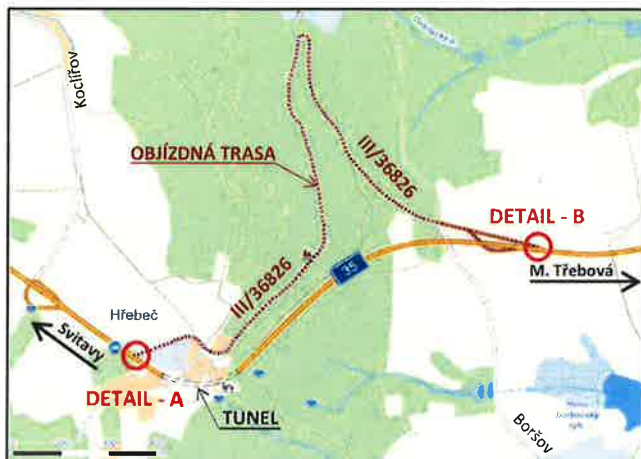 Koclířov
OBJÍZDNÁ TRASA
III/36826
DETAIL - B
35
M. Třebová
III/36826
Hřebeč
Svitavy
DETAIL - A
TUNEL
Boršov